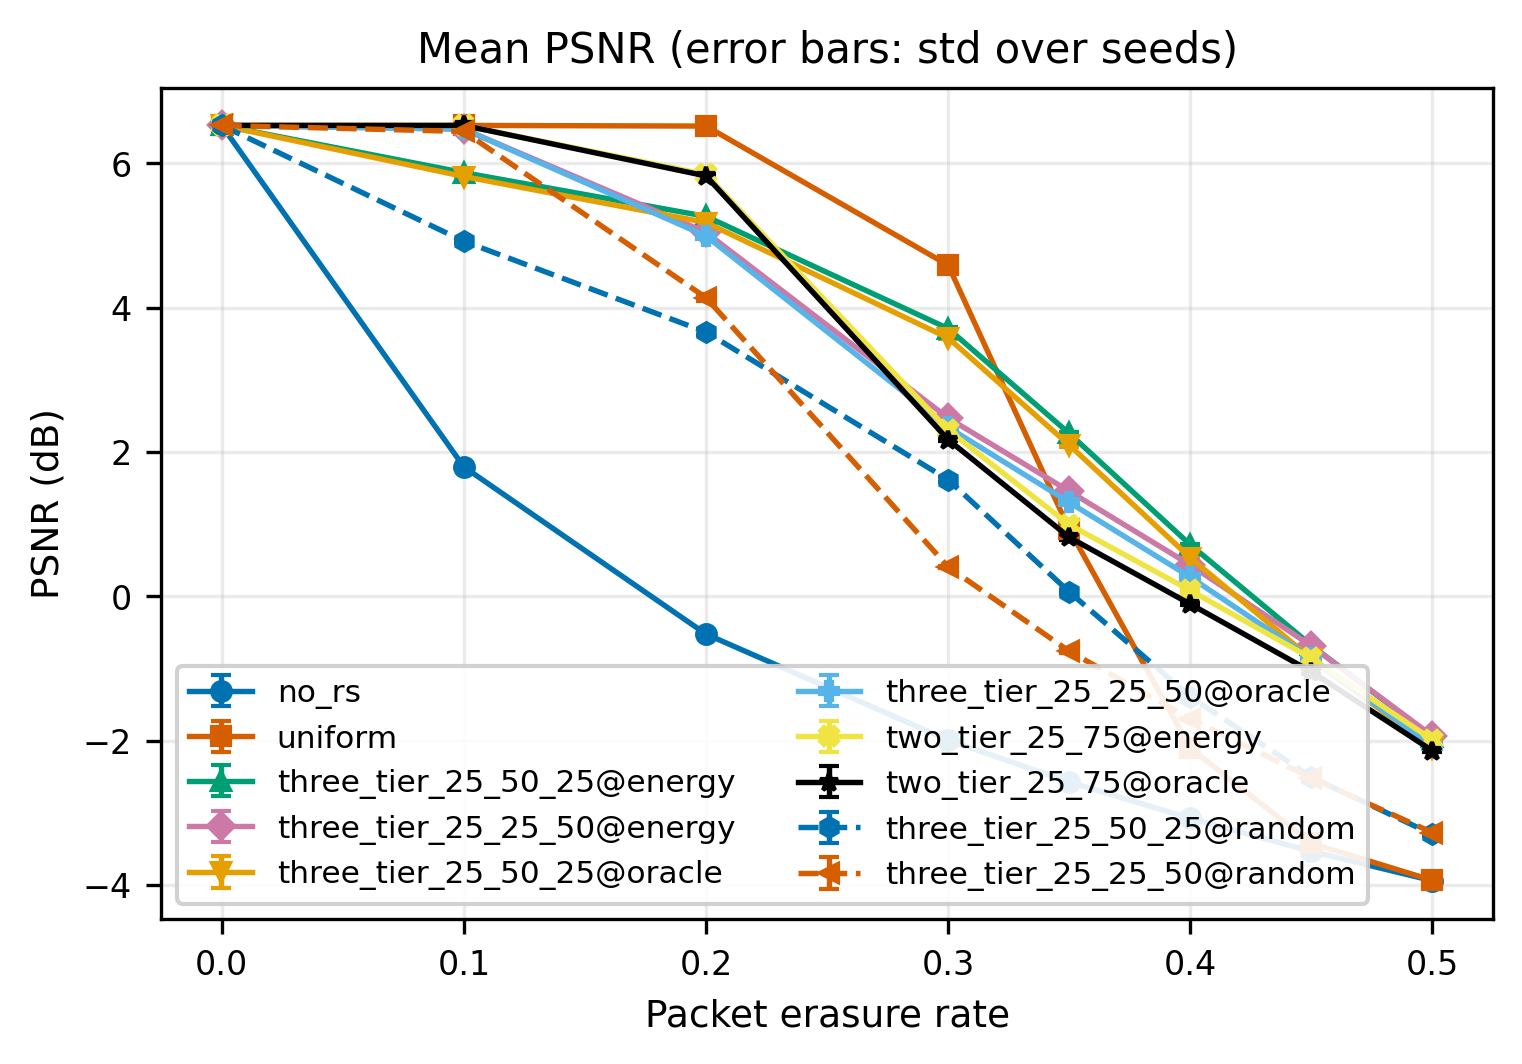 Mean PSNR (error bars: std over seeds)
PSNR (dB)
6
4
2
0
−2
−4
no_rs
uniform
three_tier_25_50_25@energy
three_tier_25_25_50@energy
three_tier_25_50_25@oracle
three_tier_25_25_50@oracle
two_tier_25_75@energy
two_tier_25_75@oracle
three_tier_25_50_25@random
three_tier_25_25_50@random
0.0 0.1 0.2 0.3 0.4 0.5
Packet erasure rate